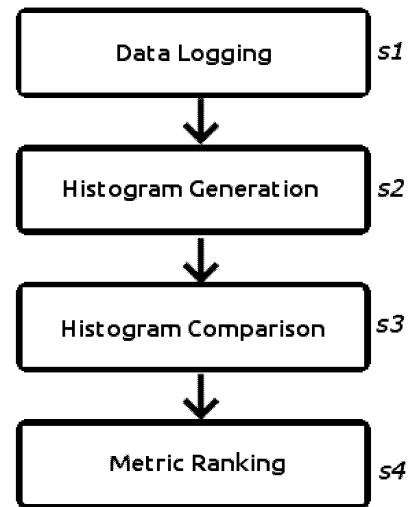 Data Logging
s1
Histogram Generation
s2
Histogram Comparison
s3
Metric Ranking
s4